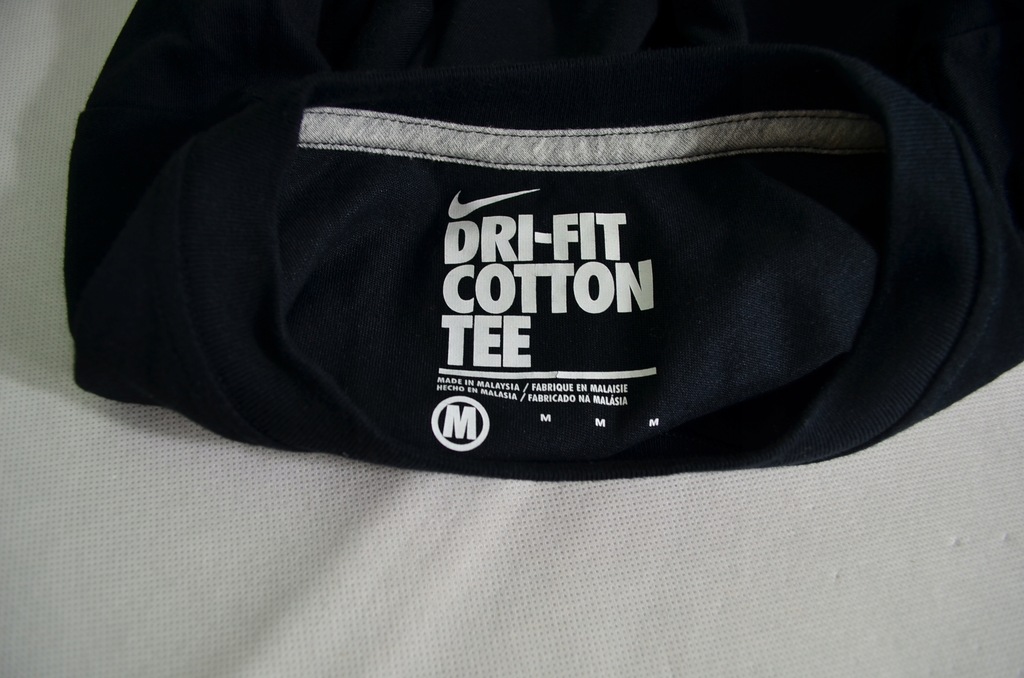 DRI-FIT
COTTON
TEE
MADE IN MALAYSIA / FABRIQUE EN MALAISIE
HECHO EN MALASIA / FABRICADO NA MALÁSIA
M M M M